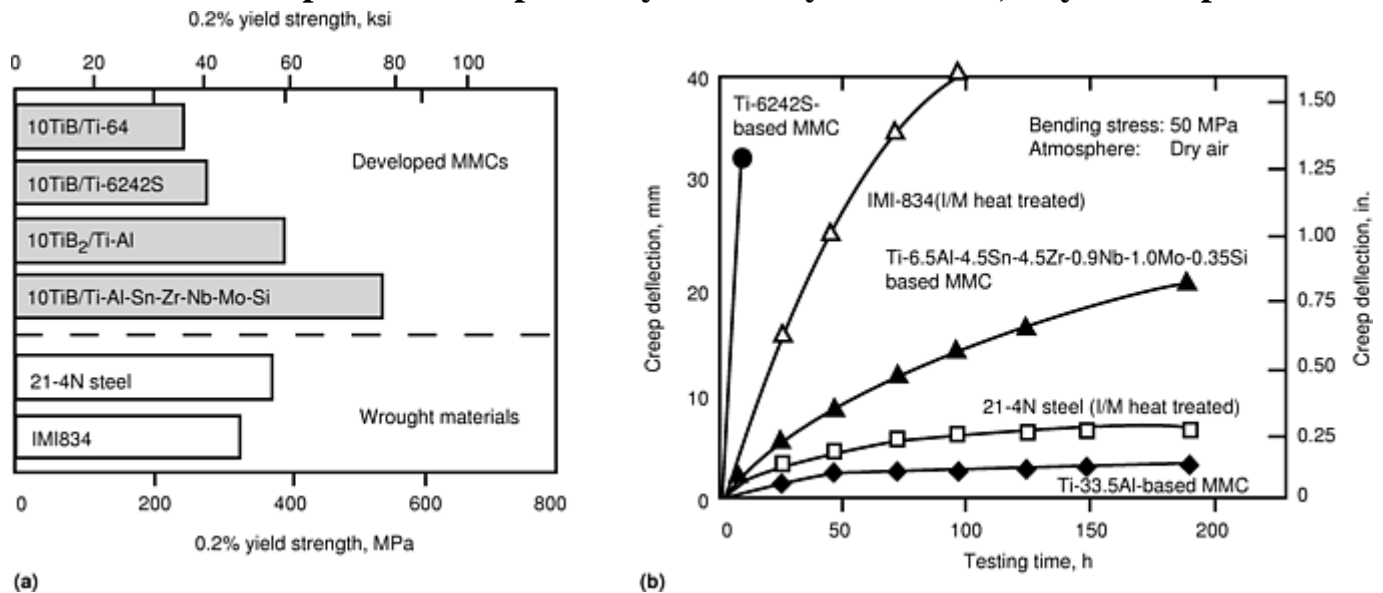 0.2% yield strength, ksi
0 20 40 60 80 100
10TiB/Ti-64
Developed MMCs
10TiB/Ti-6242S
10TiB₂/Ti-Al
10TiB/Ti-Al-Sn-Zr-Nb-Mo-Si
21-4N steel
Wrought materials
IMI834
0 200 400 600 800
0.2% yield strength, MPa
(a)
Creep deflection, mm
40
30
20
10
0
Ti-6242S-
based MMC
Bending stress: 50 MPa
Atmosphere: Dry air
IMI-834(I/M heat treated)
Ti-6.5Al-4.5Sn-4.5Zr-0.9Nb-1.0Mo-0.35Si
based MMC
21-4N steel (I/M heat treated)
Ti-33.5Al-based MMC
1.50
1.25
1.00
0.75
0.50
0.25
0
Creep deflection, in.
0 50 100 150 200
Testing time, h
(b)